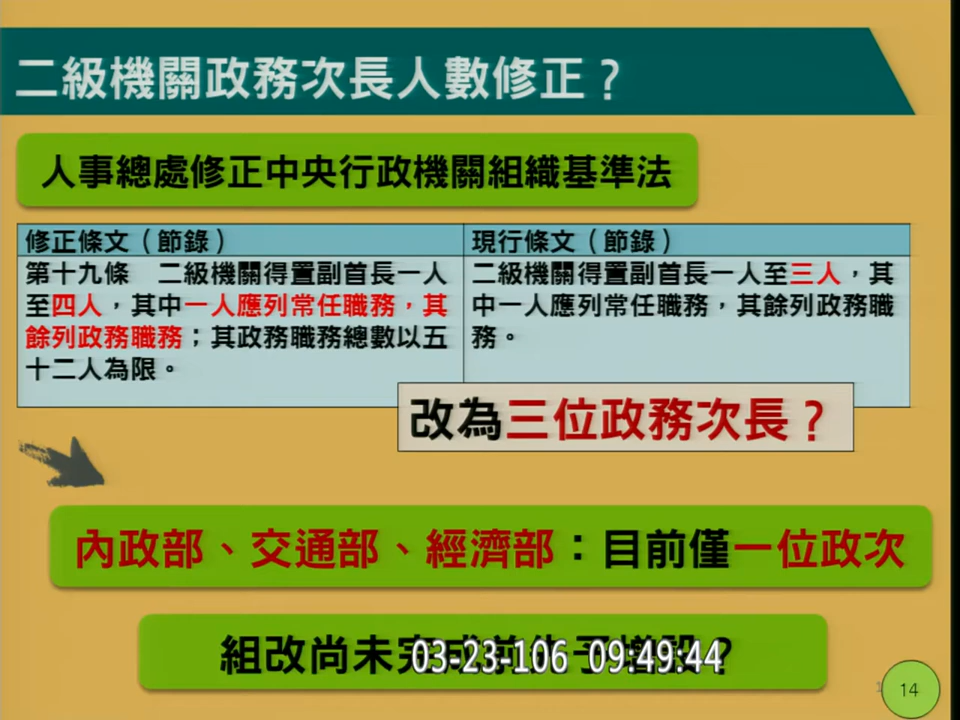 二級機關政務次長人數修正？
人事總處修正中央行政機關組織基準法
修正條文（節錄）
現行條文（節錄）
第十九條　二級機關得置副首長一人
至四人，其中一人應列常任職務，其
餘列政務職務；其政務職務總數以五
十二人為限。
二級機關得置副首長一人至三人，其
中一人應列常任職務，其餘列政務職
務。
改為三位政務次長？
內政部、交通部、經濟部：目前僅一位政次
組改尚未完成前先予增設？
03-23-106 09:49:44
14